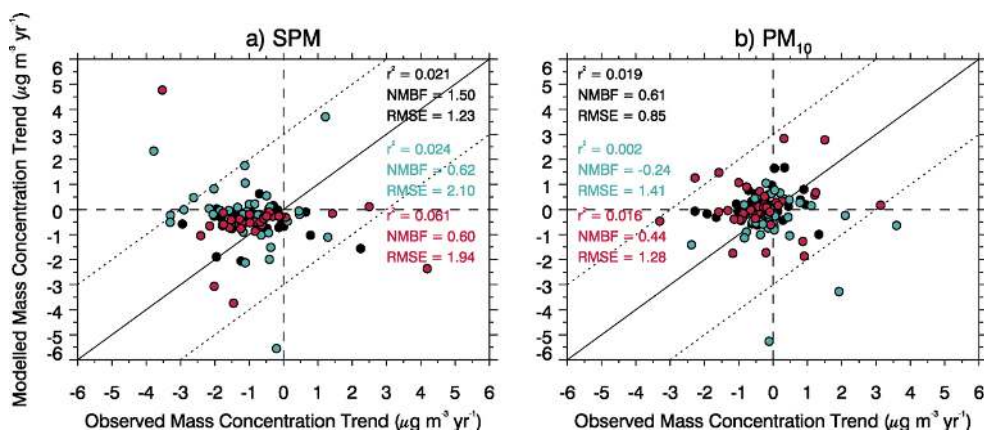 a) SPM
b) PM₁₀
Modelled Mass Concentration Trend (μg m⁻³ yr⁻¹)
6
5
4
3
2
1
0
-1
-2
-3
-4
-5
-6
r² = 0.021
NMBF = 1.50
RMSE = 1.23
r² = 0.024
NMBF = 0.62
RMSE = 2.10
r² = 0.061
NMBF = 0.60
RMSE = 1.94
-6 -5 -4 -3 -2 -1 0 1 2 3 4 5 6
Observed Mass Concentration Trend (μg m⁻³ yr⁻¹)
6
5
4
3
2
1
0
-1
-2
-3
-4
-5
-6
r² = 0.019
NMBF = 0.61
RMSE = 0.85
r² = 0.002
NMBF = -0.24
RMSE = 1.41
r² = 0.016
NMBF = 0.44
RMSE = 1.28
-6 -5 -4 -3 -2 -1 0 1 2 3 4 5 6
Observed Mass Concentration Trend (μg m⁻³ yr⁻¹)